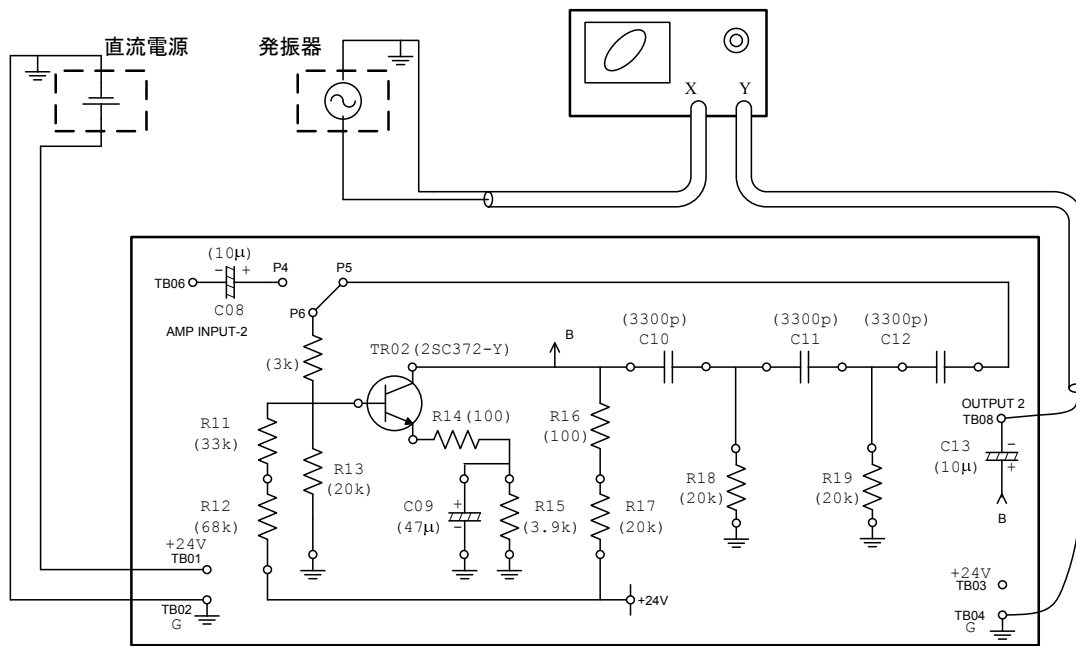 直流電源
発振器
X Y
(10μ)
TB06
- +
P4
P5
C08
AMP INPUT-2
P6
(3k)
TR02(2SC372-Y)
B
(3300p)
C10
(3300p)
C11
(3300p)
C12
R11
(33k)
R14(100)
R16
(100)
OUTPUT 2
TB08
C13
(10μ)
-
+
B
R12
(68k)
R13
(20k)
C09
(47μ)
+
-
R15
(3.9k)
R17
(20k)
R18
(20k)
R19
(20k)
+24V
TB01
TB02
G
+24V
+24V
TB03
TB04
G